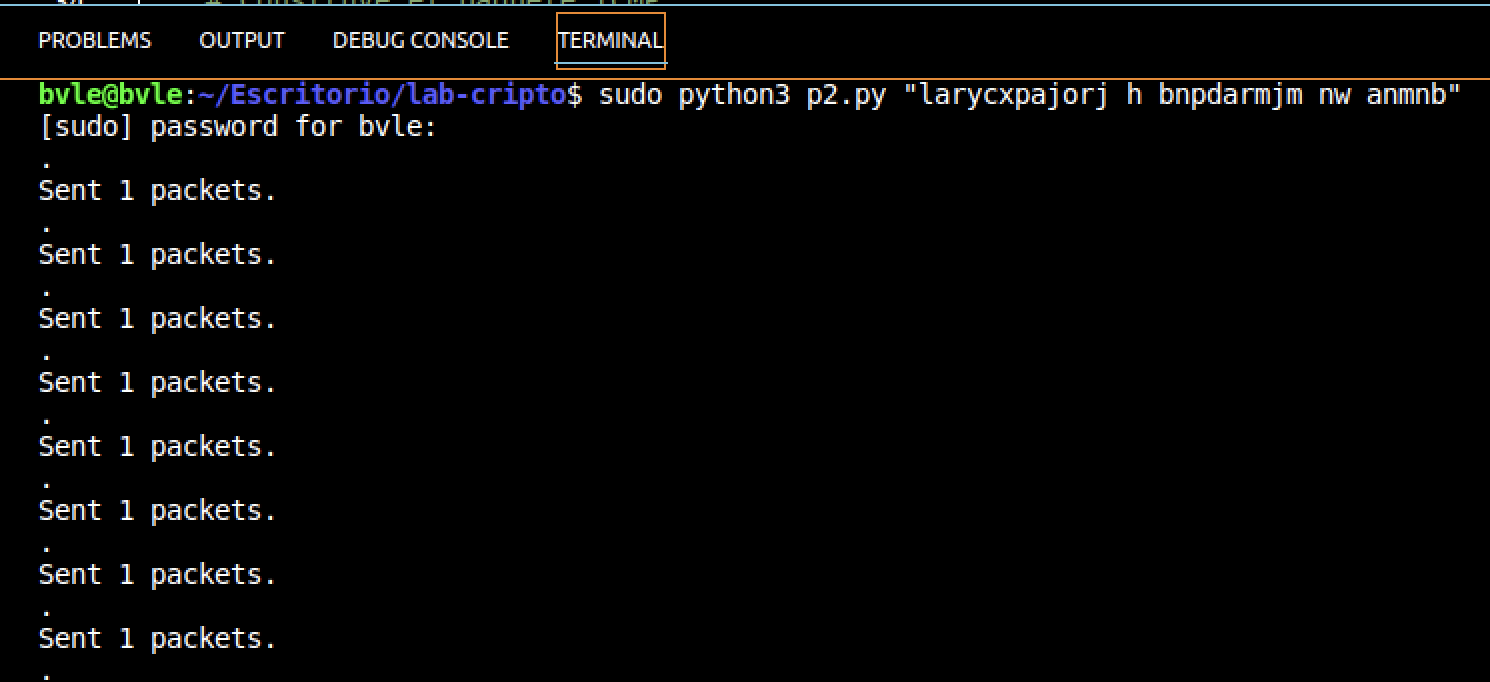 PROBLEMS OUTPUT DEBUG CONSOLE TERMINAL
bvle@bvle:~/Escritorio/lab-cripto$ sudo python3 p2.py "larycxpajorj h bnpdarmjm nw anmnb"
[sudo] password for bvle:
.
Sent 1 packets.
.
Sent 1 packets.
.
Sent 1 packets.
.
Sent 1 packets.
.
Sent 1 packets.
.
Sent 1 packets.
.
Sent 1 packets.
.
Sent 1 packets.
.